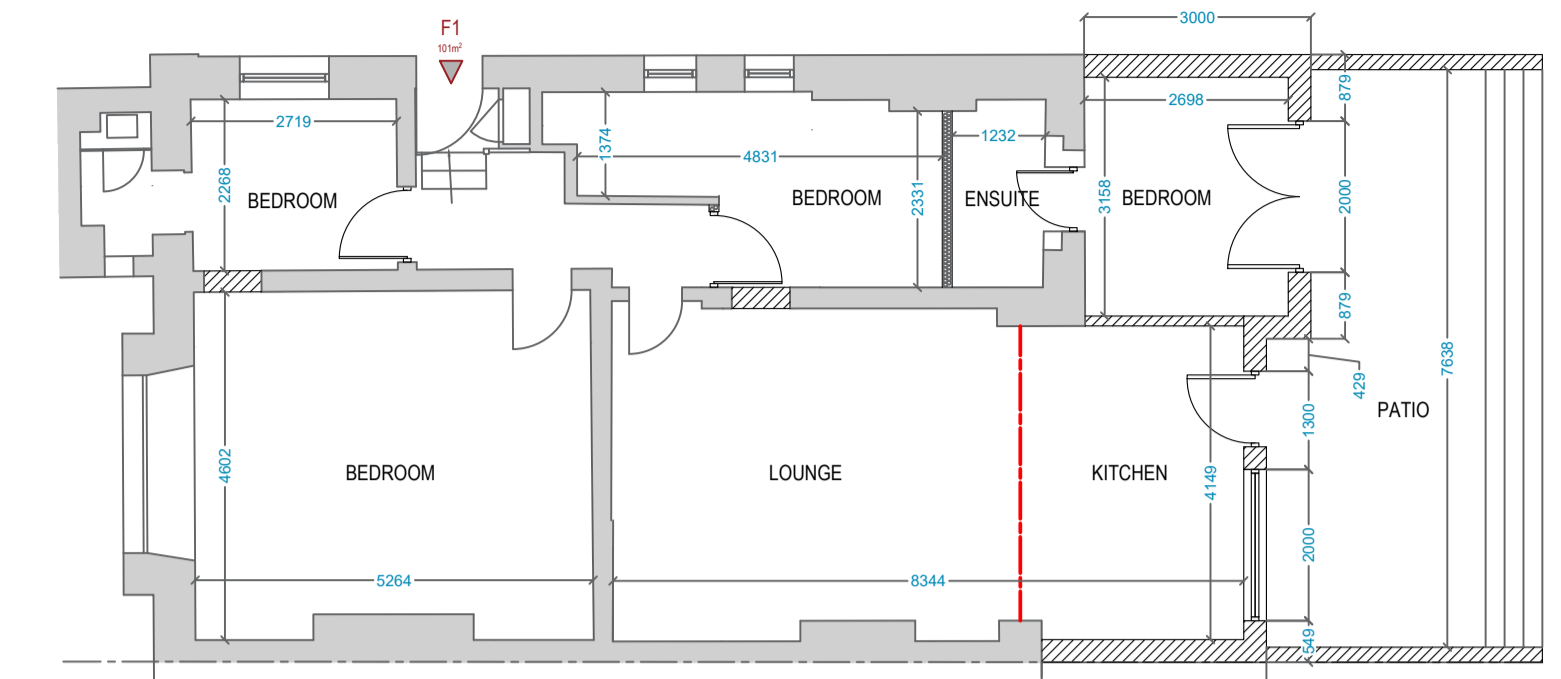 3000
F1
101m²
879
2719
2698
1374
1232
4831
2268
BEDROOM
BEDROOM
2331
ENSUITE
3158
BEDROOM
2000
879
429
7638
PATIO
1300
4602
BEDROOM
LOUNGE
KITCHEN
4149
2000
5264
8344
549